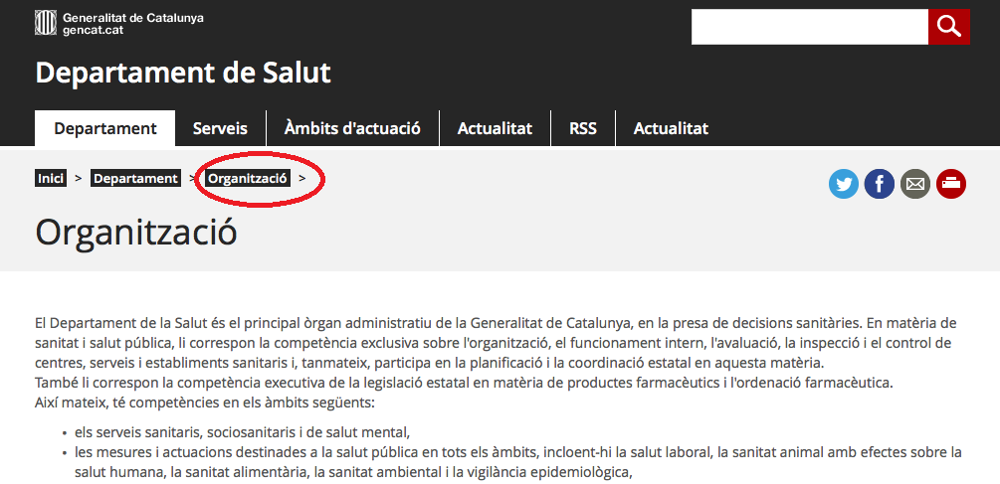 Generalitat de Catalunya
gencat.cat
Departament de Salut
Departament
Serveis
Àmbits d'actuació
Actualitat
RSS
Actualitat
Inici > Departament > Organització >
Organització
El Departament de la Salut és el principal òrgan administratiu de la Generalitat de Catalunya, en la presa de decisions sanitàries. En matèria de
sanitat i salut pública, li correspon la competència exclusiva sobre l'organització, el funcionament intern, l'avaluació, la inspecció i el control de
centres, serveis i establiments sanitaris i, tanmateix, participa en la planificació i la coordinació estatal en aquesta matèria.
També li correspon la competència executiva de la legislació estatal en matèria de productes farmacèutics i l'ordenació farmacèutica.
Així mateix, té competències en els àmbits següents:
• els serveis sanitaris, sociosanitaris i de salut mental,
• les mesures i actuacions destinades a la salut pública en tots els àmbits, incloent-hi la salut laboral, la sanitat animal amb efectes sobre la
salut humana, la sanitat alimentària, la sanitat ambiental i la vigilància epidemiològica,